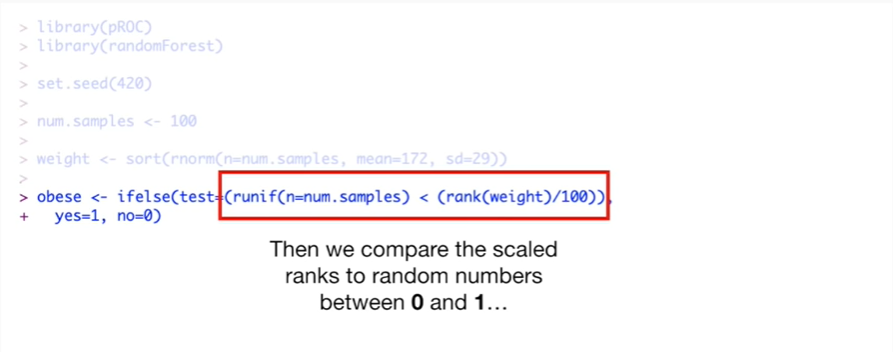 > library(pROC)
> library(randomForest)
>
> set.seed(420)
>
> num.samples <- 100
>
> weight <- sort(rnorm(n=num.samples, mean=172, sd=29))
>
> obese <- ifelse(test=(runif(n=num.samples) < (rank(weight)/100)),
+   yes=1, no=0)
Then we compare the scaled
ranks to random numbers
between 0 and 1…